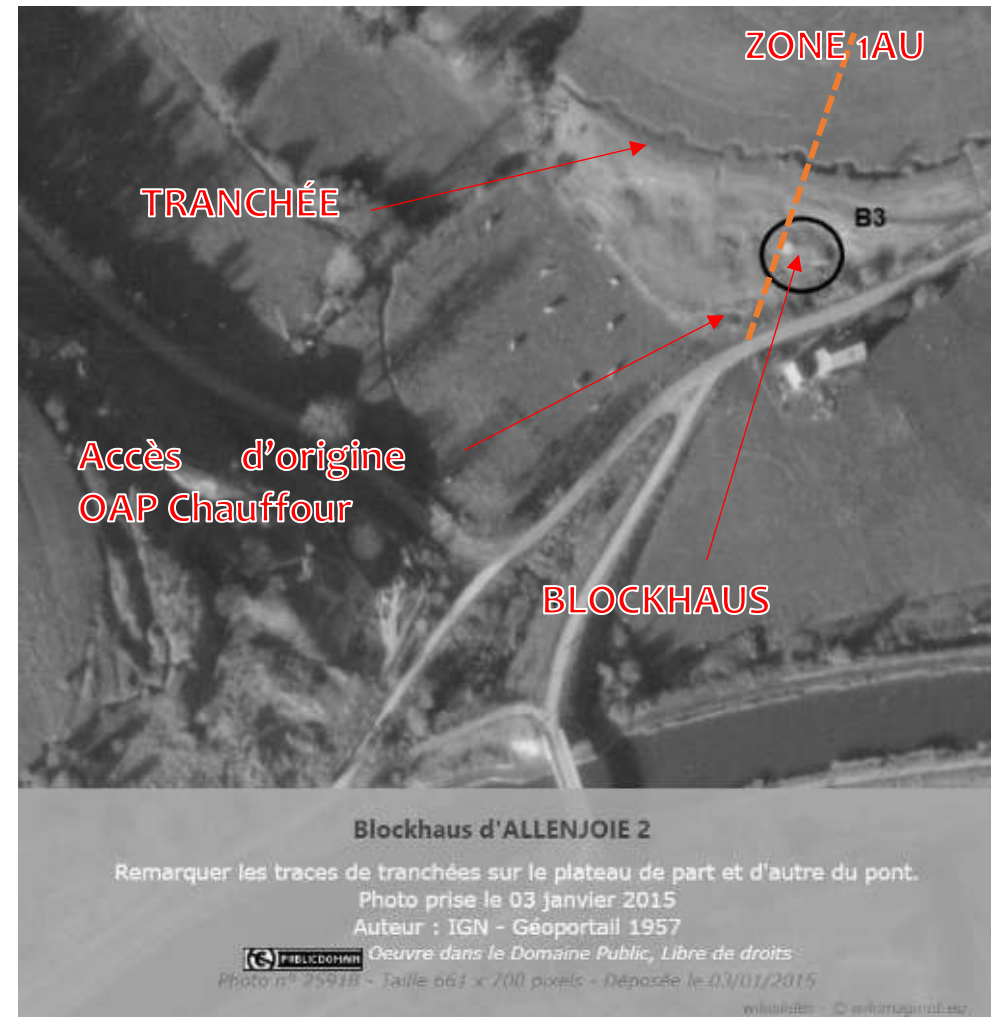 ZONE 1AU
TRANCHÉE
B3
Accès d'origine
OAP Chauffour
BLOCKHAUS
Blockhaus d'ALLENJOIE 2
Remarquer les traces de tranchées sur le plateau de part et d'autre du pont.
Photo prise le 03 janvier 2015
Auteur : IGN - Géoportail 1957
PUBLIC DOMAIN Oeuvre dans le Domaine Public, Libre de droits
Photo n° 25918 - Taille 661 x 700 pixels - Déposée le 03/01/2015